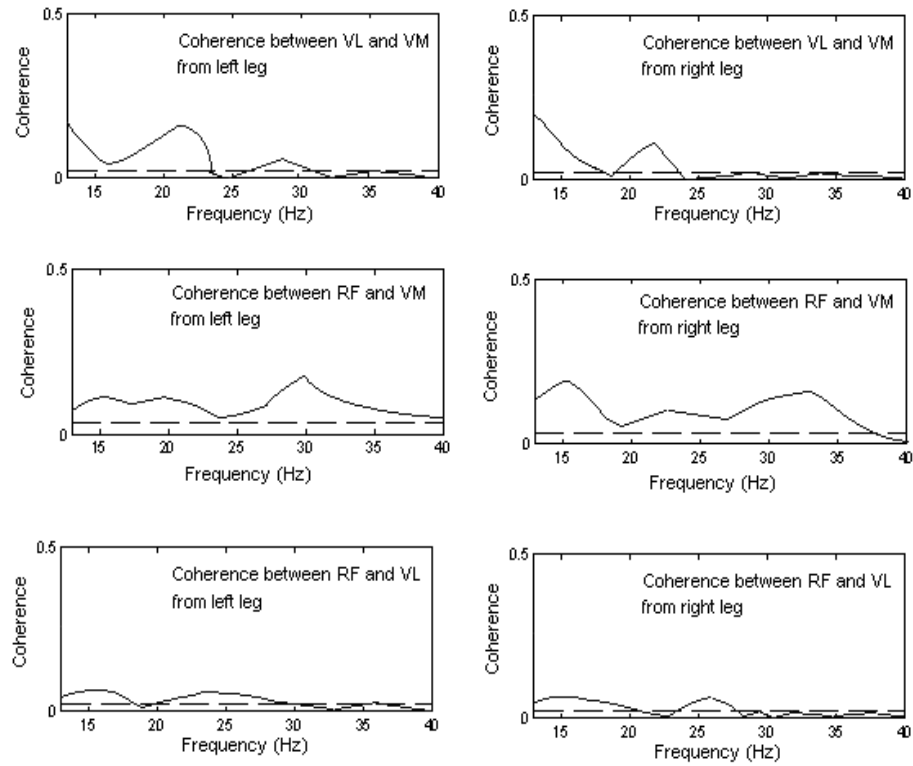 0.5
Coherence between VL and VM
from left leg
Coherence
0
15 20 25 30 35 40
Frequency (Hz)
0.5
Coherence between VL and VM
from right leg
Coherence
0
15 20 25 30 35 40
Frequency (Hz)
0.5
Coherence between RF and VM
from left leg
Coherence
0
15 20 25 30 35 40
Frequency (Hz)
0.5
Coherence between RF and VM
from right leg
Coherence
0
15 20 25 30 35 40
Frequency (Hz)
0.5
Coherence between RF and VL
from left leg
Coherence
0
15 20 25 30 35 40
Frequency (Hz)
0.5
Coherence between RF and VL
from right leg
Coherence
0
15 20 25 30 35 40
Frequency (Hz)